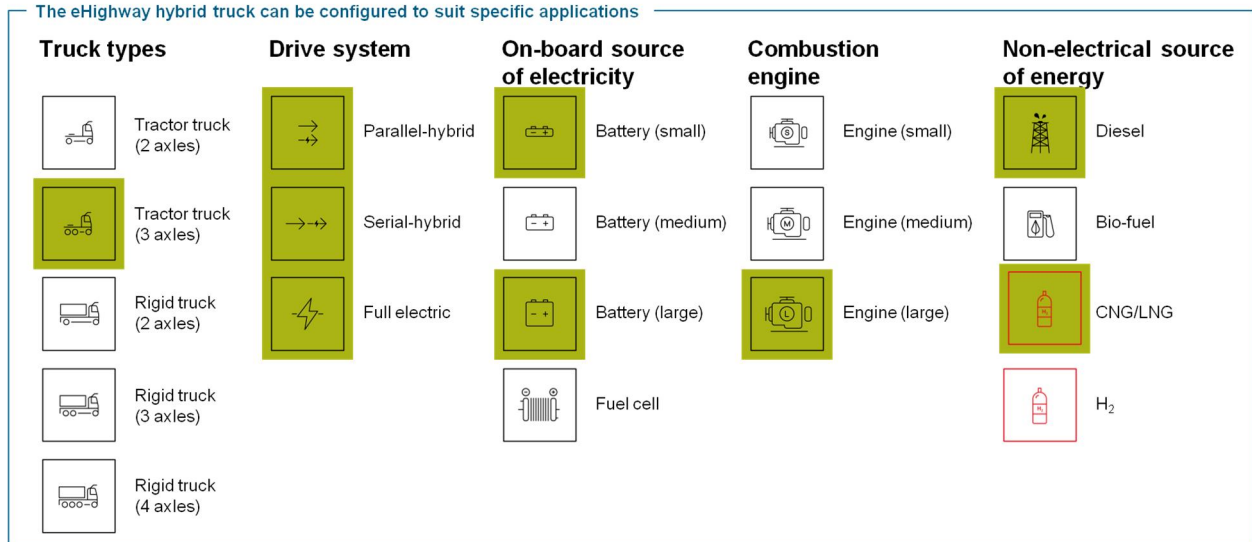 The eHighway hybrid truck can be configured to suit specific applications
Truck types
Tractor truck
(2 axles)
Tractor truck
(3 axles)
Rigid truck
(2 axles)
Rigid truck
(3 axles)
Rigid truck
(4 axles)
Drive system
Parallel-hybrid
Serial-hybrid
Full electric
On-board source
of electricity
Battery (small)
Battery (medium)
Battery (large)
Fuel cell
Combustion
engine
S
Engine (small)
M
Engine (medium)
L
Engine (large)
Non-electrical source
of energy
Diesel
Bio-fuel
H₂
CNG/LNG
H₂
H₂